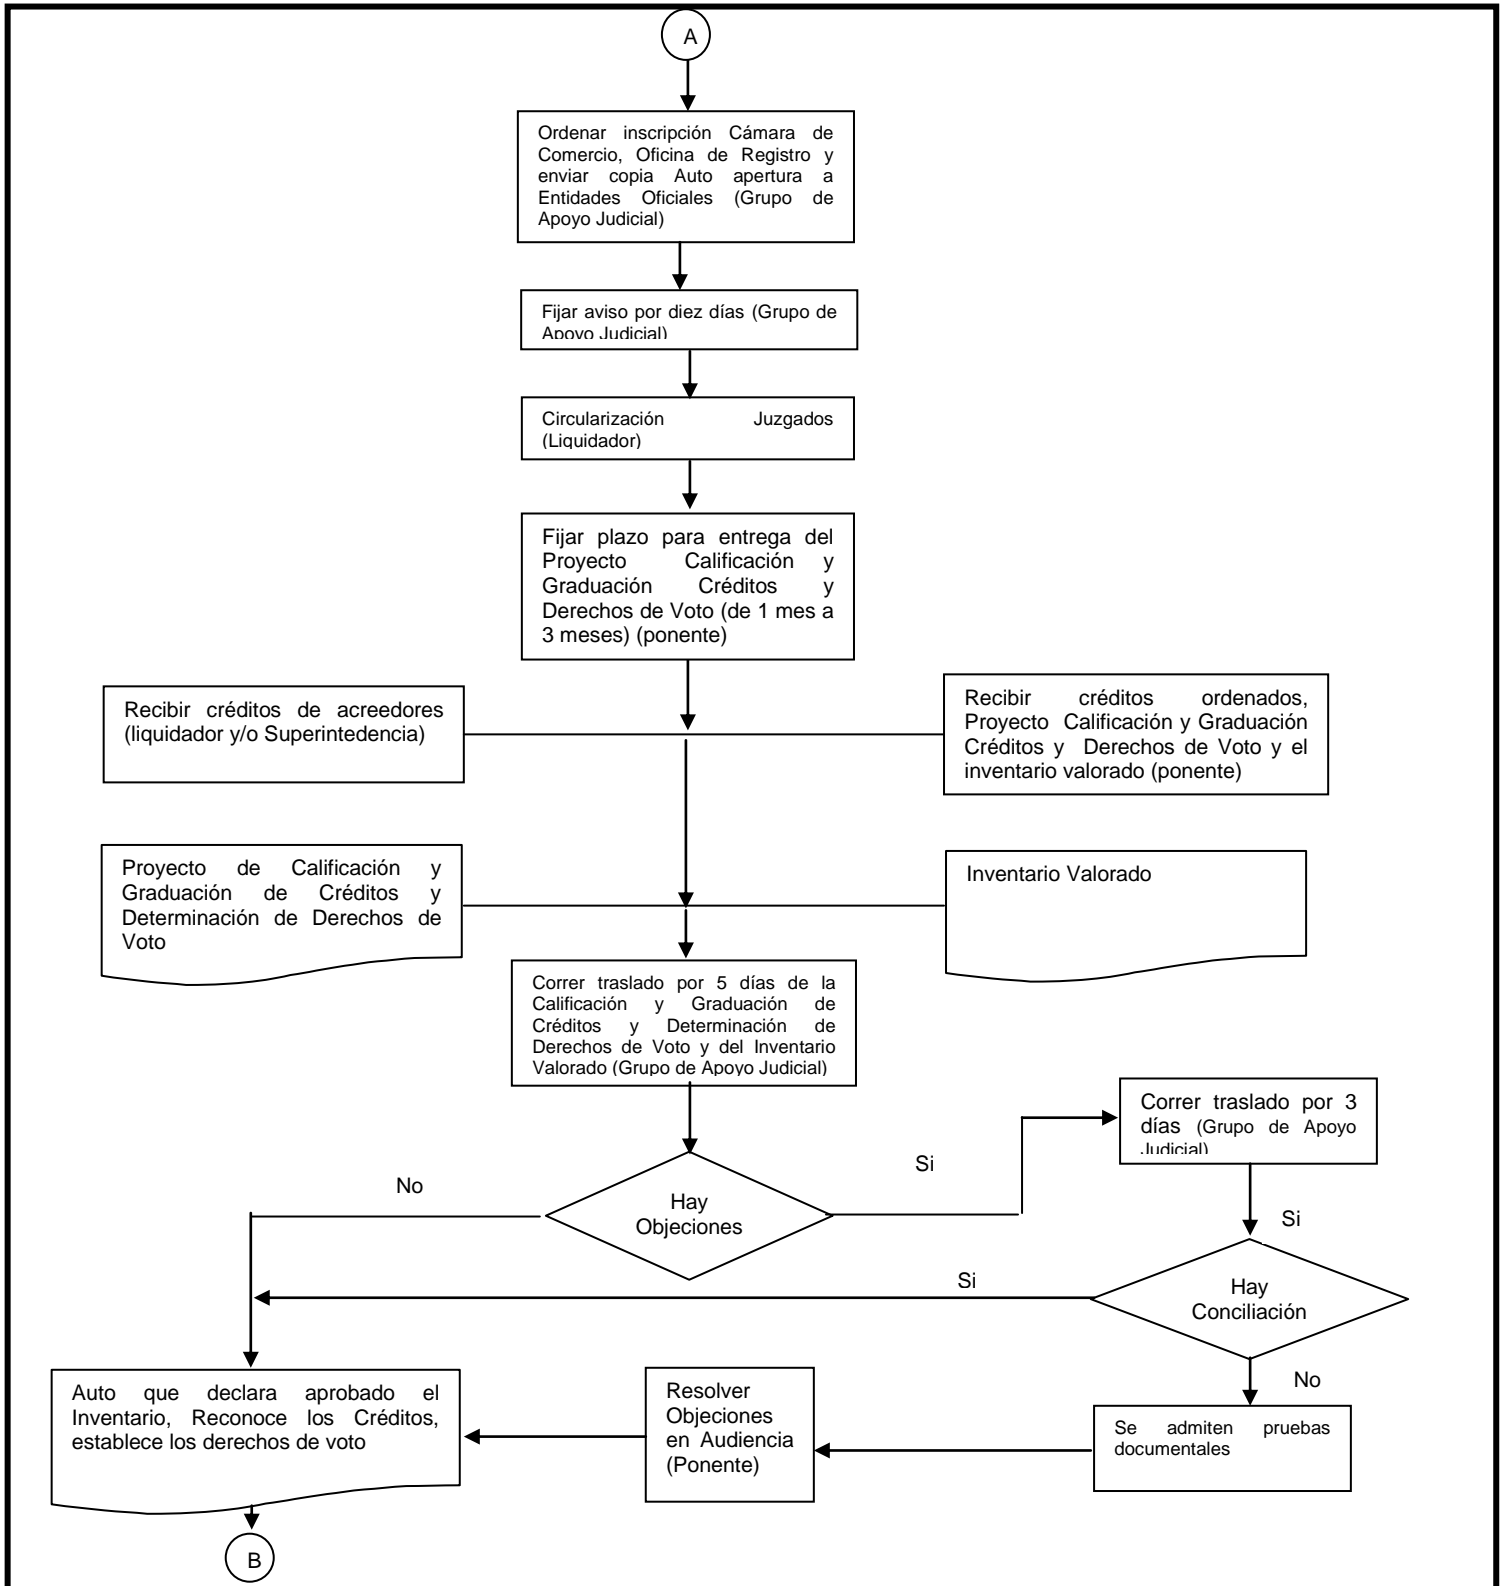 A
Ordenar inscripción Cámara de
Comercio, Oficina de Registro y
enviar copia Auto apertura a
Entidades Oficiales (Grupo de
Apoyo Judicial)
Fijar aviso por diez días (Grupo de
Apoyo Judicial)
Circularización Juzgados
(Liquidador)
Fijar plazo para entrega del
Proyecto Calificación y
Graduación Créditos y
Derechos de Voto (de 1 mes a
3 meses) (ponente)
Recibir créditos de acreedores
(liquidador y/o Superintedencia)
Recibir créditos ordenados,
Proyecto Calificación y Graduación
Créditos y Derechos de Voto y el
inventario valorado (ponente)
Proyecto de Calificación y
Graduación de Créditos y
Determinación de Derechos de
Voto
Inventario Valorado
Correr traslado por 5 días de la
Calificación y Graduación de
Créditos y Determinación de
Derechos de Voto y del Inventario
Valorado (Grupo de Apoyo Judicial)
Correr traslado por 3
días (Grupo de Apoyo
Judicial)
Si
No
Hay
Objeciones
Si
Si
Hay
Conciliación
No
Auto que declara aprobado el
Inventario, Reconoce los Créditos,
establece los derechos de voto
Resolver
Objeciones
en Audiencia
(Ponente)
Se admiten pruebas
documentales
B